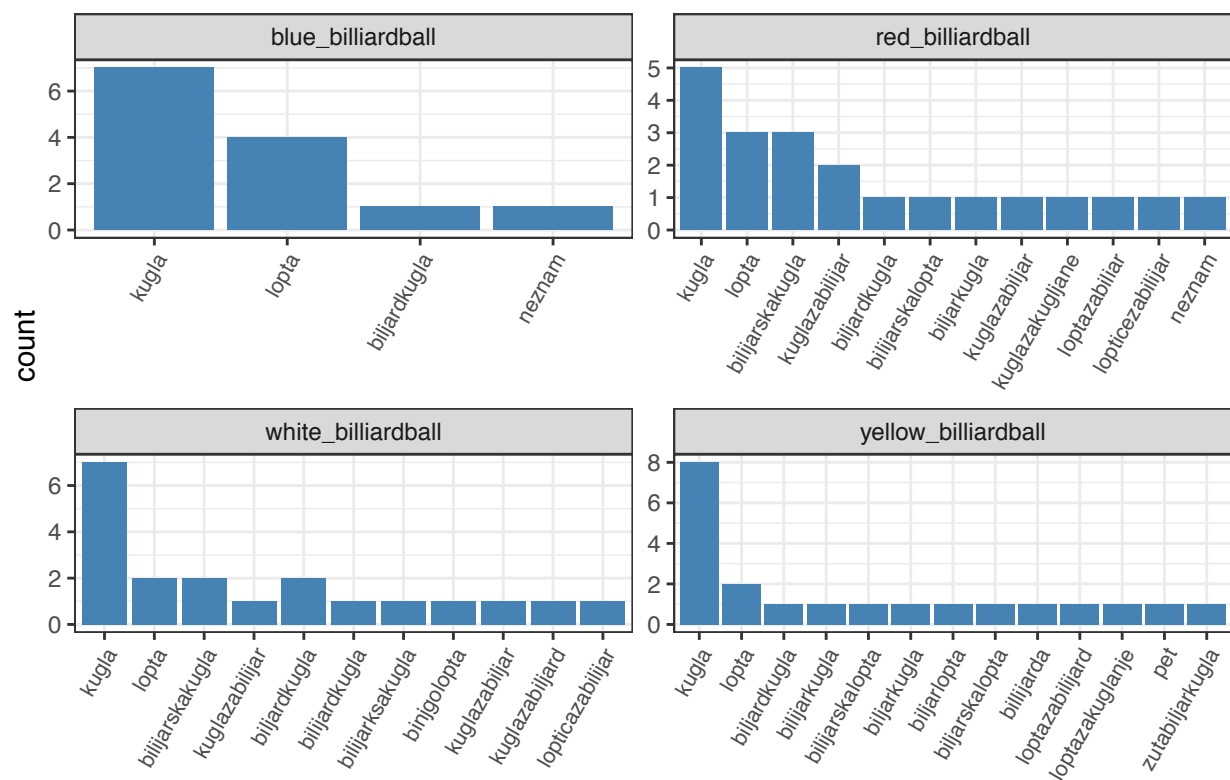 blue_billiardball
red_billiardball
6
4
2
0
5
4
3
2
1
0
kugla
lopta
biljardkugla
neznam
kugla
lopta
bilijarskakugla
kuglazabilijar
biljardkugla
bilijarskalopta
biljarkugla
kuglazabiljar
kuglazakugljane
loptazabiljar
lopticezabilijar
neznam
count
white_billiardball
yellow_billiardball
6
4
2
0
8
6
4
2
0
kugla
lopta
bilijarskakugla
kuglazabilijar
biljardkugla
bilijardkugla
bilijarksakugla
binjgolopta
kuglazabiljar
kuglazabiljard
lopticazabilijar
kugla
lopta
biljardkugla
bilijarkugla
bilijarskalopta
biljarkugla
biljarlopta
biljarskalopta
billijarda
loptazabilijard
loptazakuglanje
pet
zutabiljarkugla